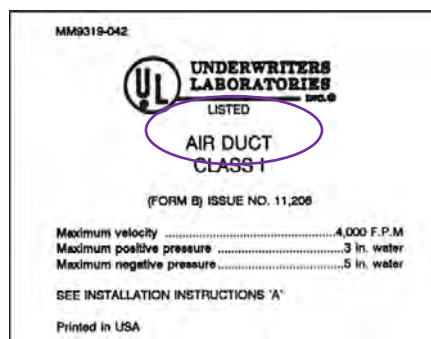 MM9319-042
UL
UNDERWRITERS
LABORATORIES
INC.®
LISTED
AIR DUCT
CLASS I
(FORM B) ISSUE NO. 11,206
Maximum velocity ....................................4,000 F.P.M
Maximum positive pressure .........................3 in. water
Maximum negative pressure.........................5 in. water
SEE INSTALLATION INSTRUCTIONS 'A'
Printed in USA